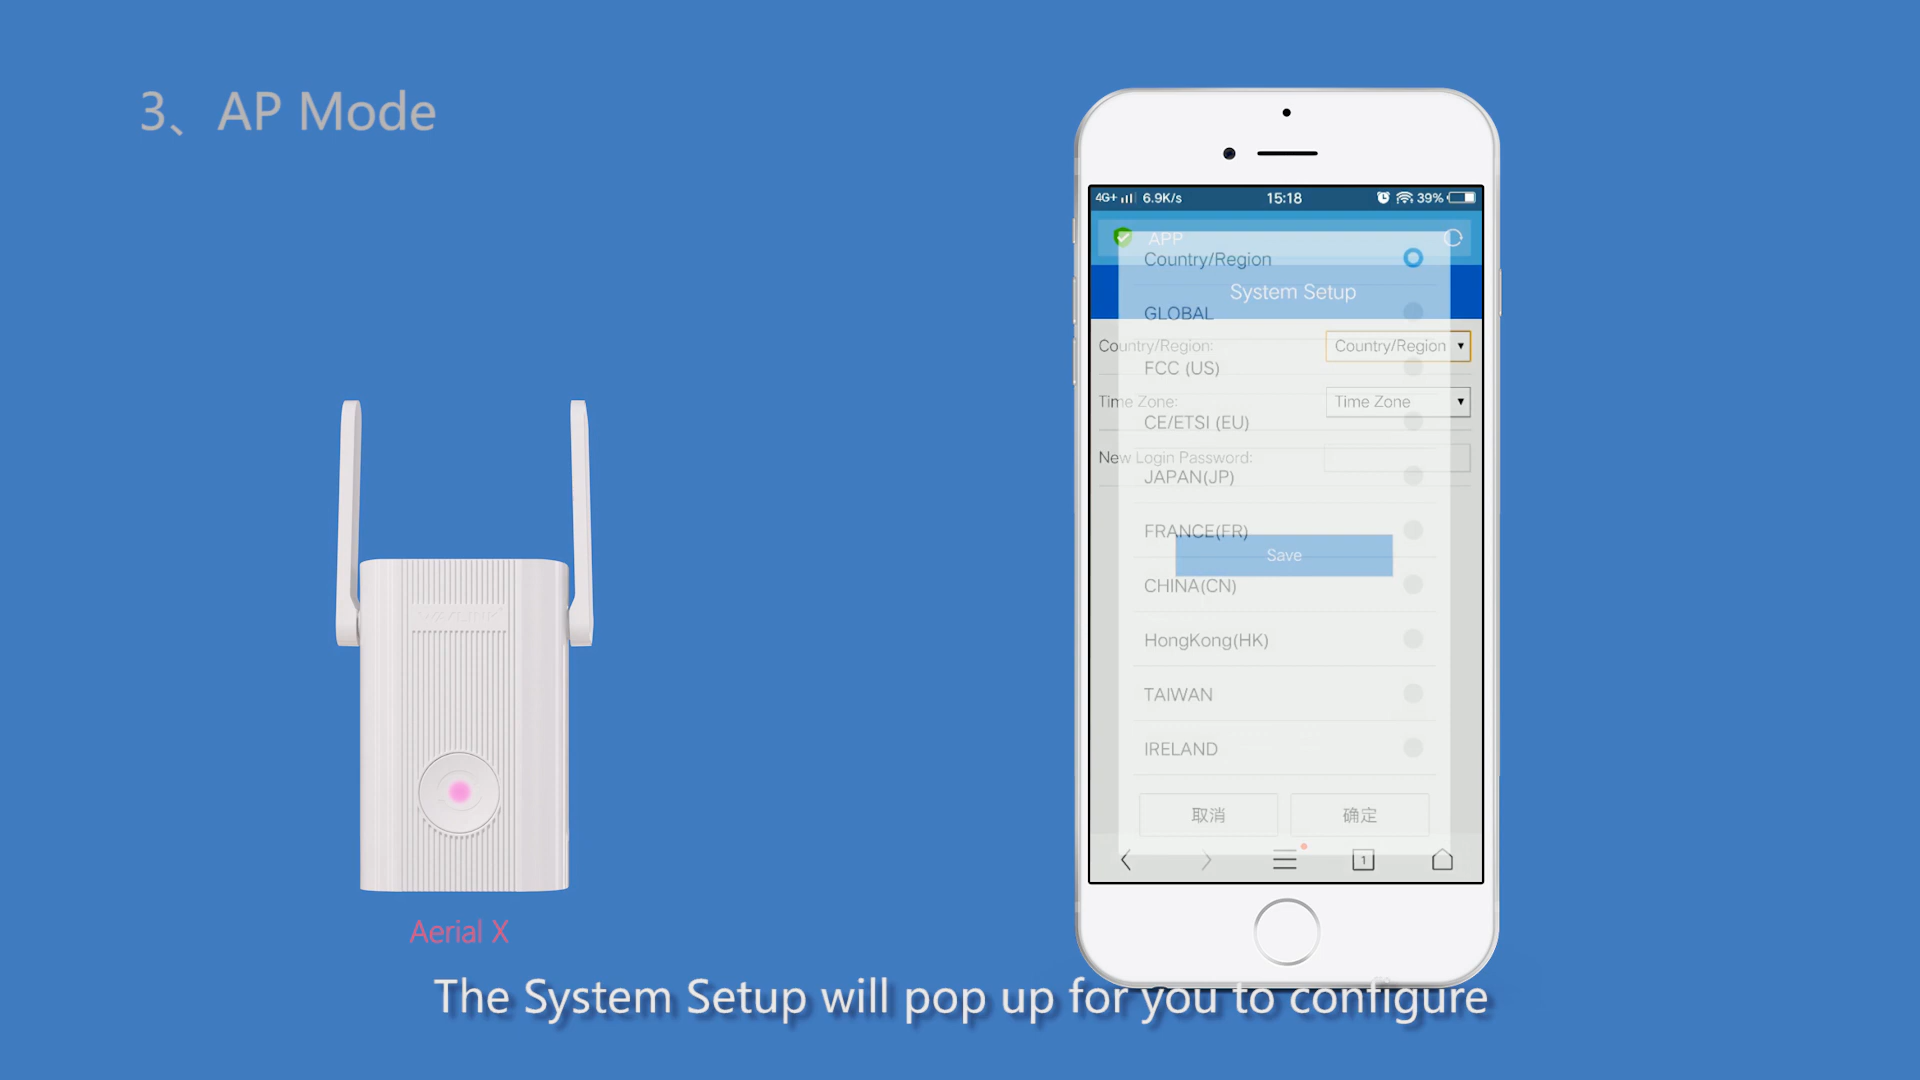 3、AP Mode
4G+ 6.9K/s 15:18 39%
APP
Country/Region
System Setup
GLOBAL
Country/Region: Country/Region
FCC (US)
Time Zone: Time Zone
CE/ETSI (EU)
New Login Password:
JAPAN(JP)
FRANCE(FR)
Save
CHINA(CN)
HongKong(HK)
TAIWAN
IRELAND
取消 确定
1
WAVLINK
Aerial X
The System Setup will pop up for you to configure